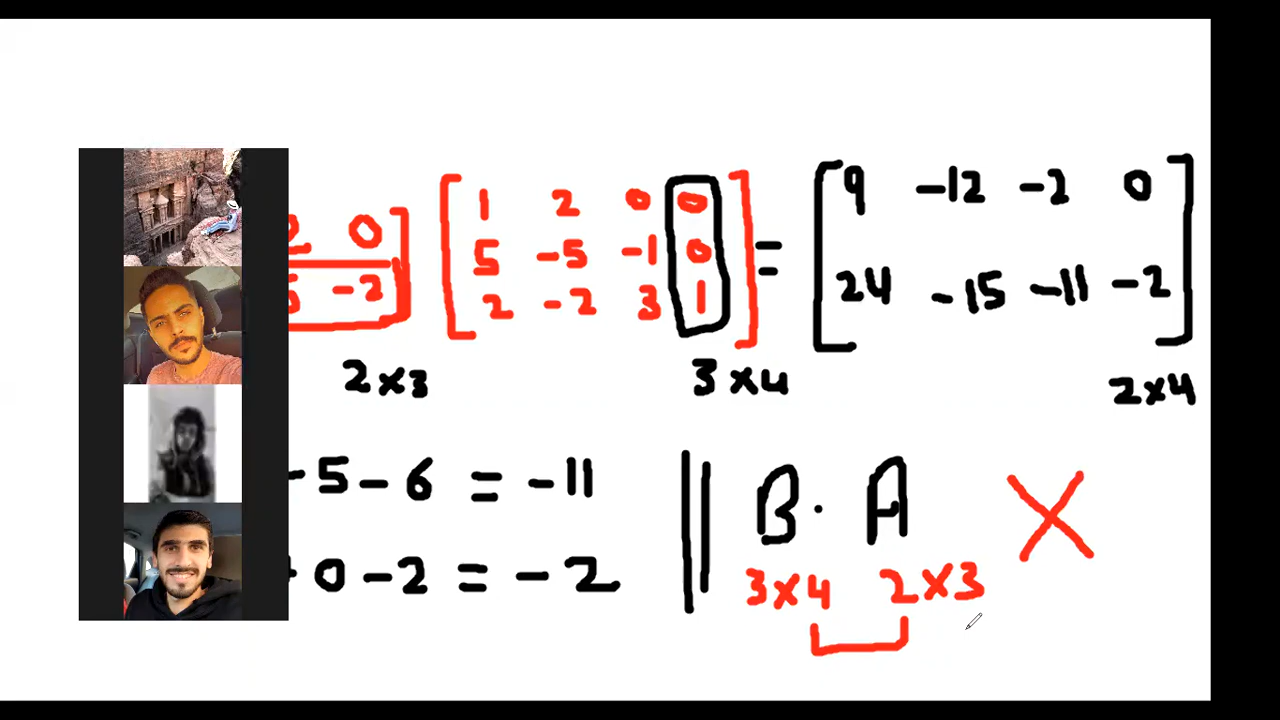 0] [1 2 0 0] = [9 -12 -2 0]
-2] [5 -5 -1 0] [24 -15 -11 -2]
[2 -2 3 1]
2x3 3x4 2x4
-5-6 = -11 || B . A X
0-2 = -2 3x4 2x3